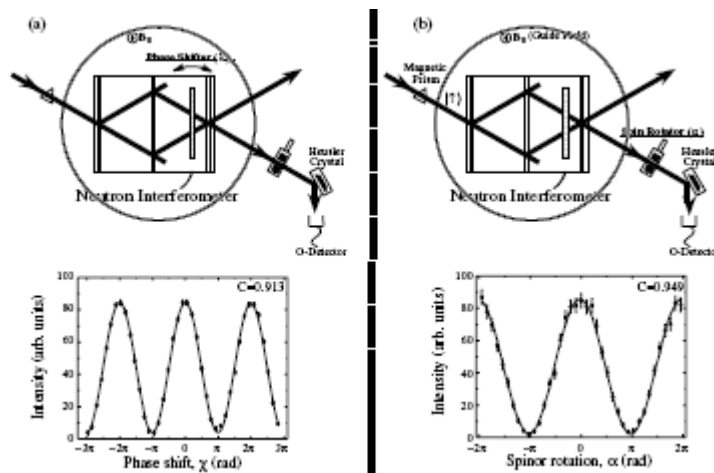 (a)
⊙B₀
Phase Shifter (χ)
Heusler
Crystal
Neutron Interferometer
O-Detector
C=0.913
Intensity (arb. units)
100
80
60
40
20
0
-3π -2π -π 0 π 2π 3π
Phase shift, χ (rad)
(b)
⊙B₀ (Guide Field)
Magnetic
Prism
|↑⟩
Spin Rotator (α)
Heusler
Crystal
Neutron Interferometer
O-Detector
C=0.949
Intensity (arb. units)
100
80
60
40
20
0
-2π -π 0 π 2π
Spinor rotation, α (rad)